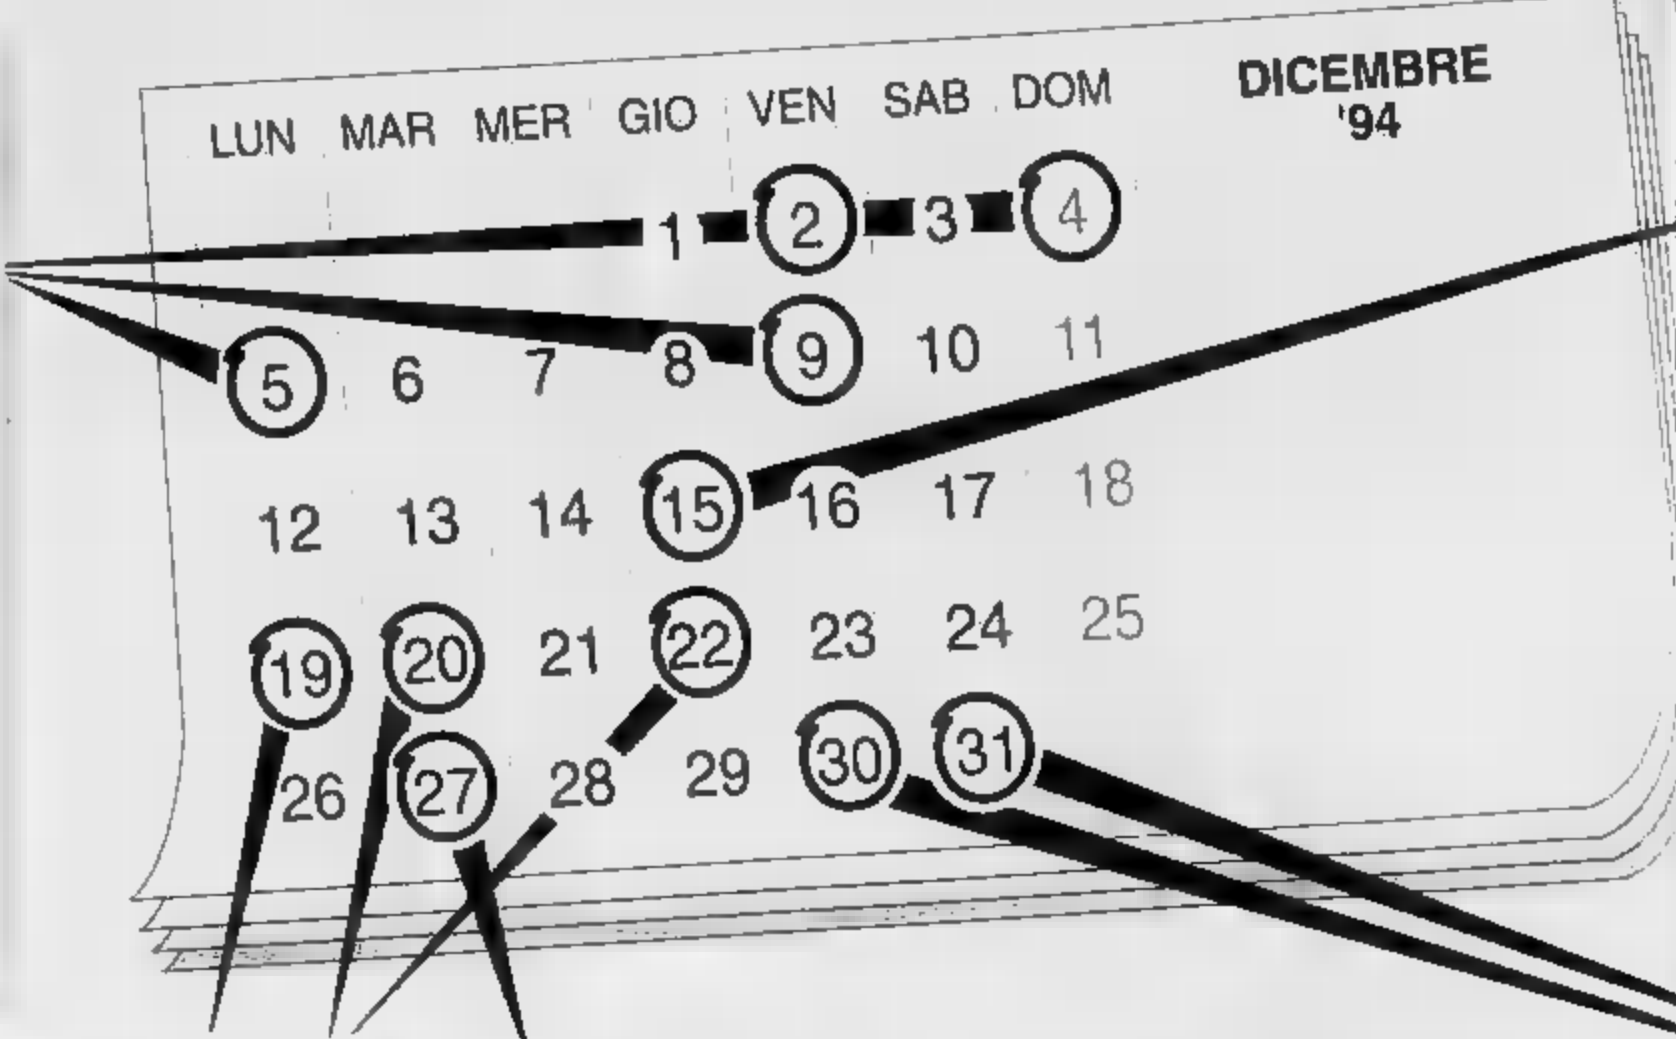 LUN MAR MER GIO VEN SAB DOM
DICEMBRE
'94
1 2 3 4
5 6 7 8 9 10 11
12 13 14 15 16 17 18
19 20 21 22 23 24 25
26 27 28 29 30 31